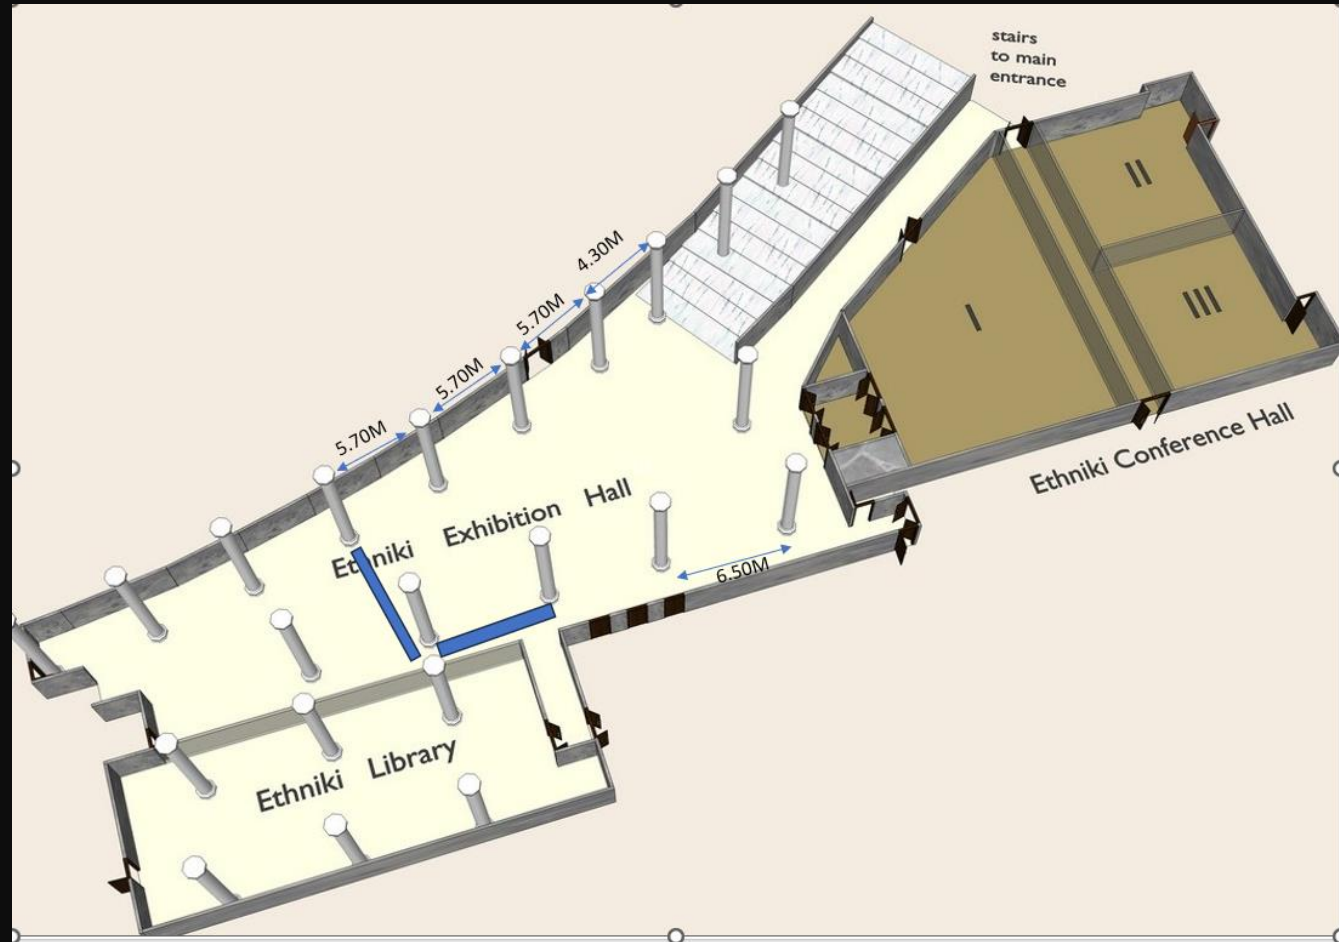 stairs
to main
entrance
4.30M
5.70M
5.70M
5.70M
II
III
I
Ethniki Conference Hall
Ethniki Exhibition Hall
6.50M
Ethniki Library